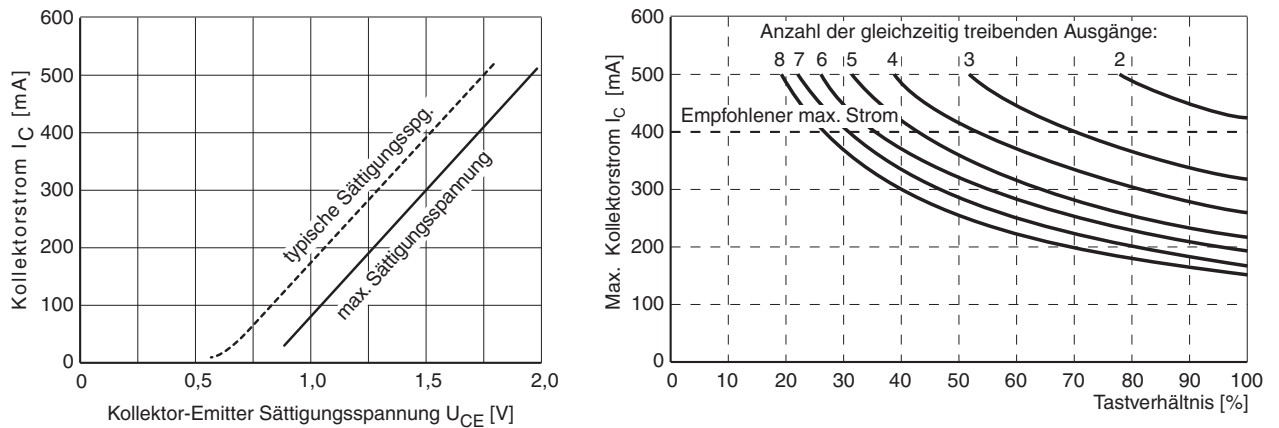 600
500
400
300
200
100
0
Kollektorstrom I_C [mA]
typische Sättigungsspg.
max. Sättigungsspannung
0
0,5
1,0
1,5
2,0
Kollektor-Emitter Sättigungsspannung U_CE [V]
600
500
400
300
200
100
0
Max. Kollektorstrom I_C [mA]
Anzahl der gleichzeitig treibenden Ausgänge:
8 7 6 5 4 3 2
Empfohlener max. Strom
0 10 20 30 40 50 60 70 80 90 100
Tastverhältnis [%]